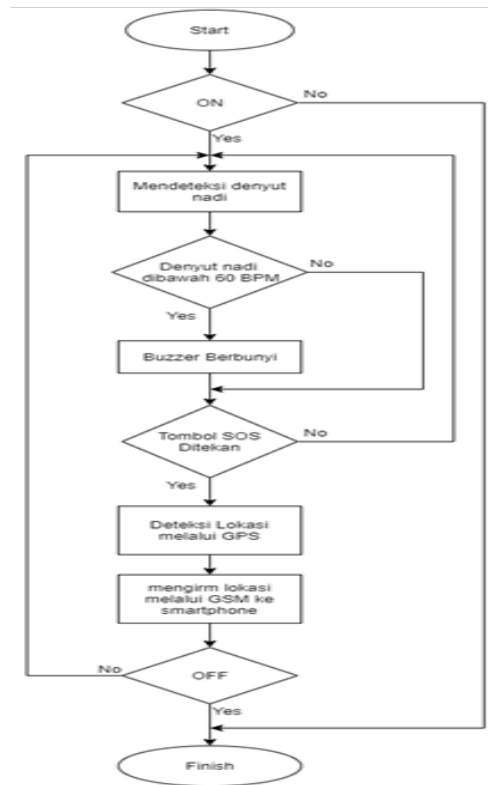 Start
ON
No
Yes
Mendeteksi denyut
nadi
Denyut nadi
dibawah 60 BPM
No
Yes
Buzzer Berbunyi
Tombol SOS
Ditekan
No
Yes
Deteksi Lokasi
melalui GPS
mengirm lokasi
melalui GSM ke
smartphone
No
OFF
Yes
Finish